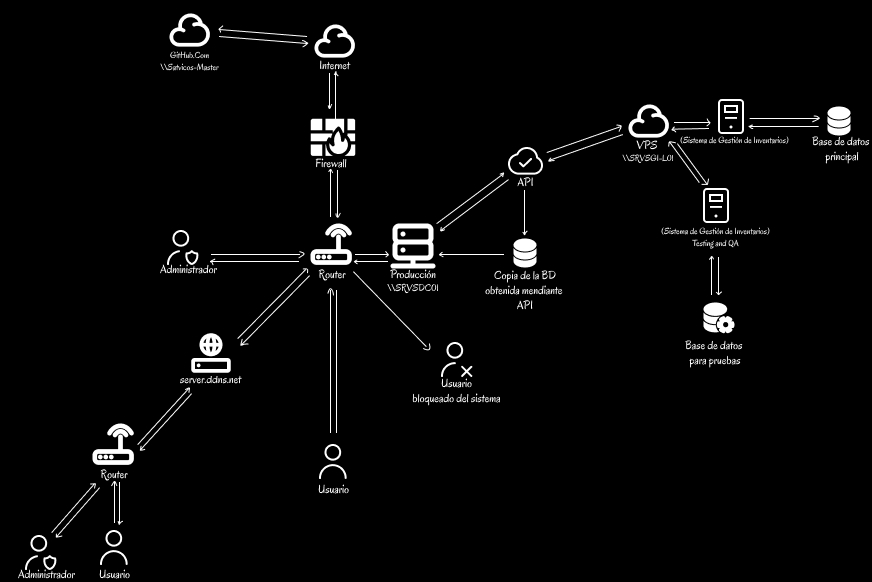 GitHub.Com
\\Satvicos-Master
Internet
Firewall
API
VPS
\\SRVSGI-L01
(Sistema de Gestión de Inventarios)
Base de datos
principal
(Sistema de Gestión de Inventarios)
Testing and QA
Administrador
Router
Producción
\\SRVSDC01
Copia de la BD
obtenida mendiante
API
Base de datos
para pruebas
server.ddns.net
Usuario
bloqueado del sistema
Router
Usuario
Administrador
Usuario